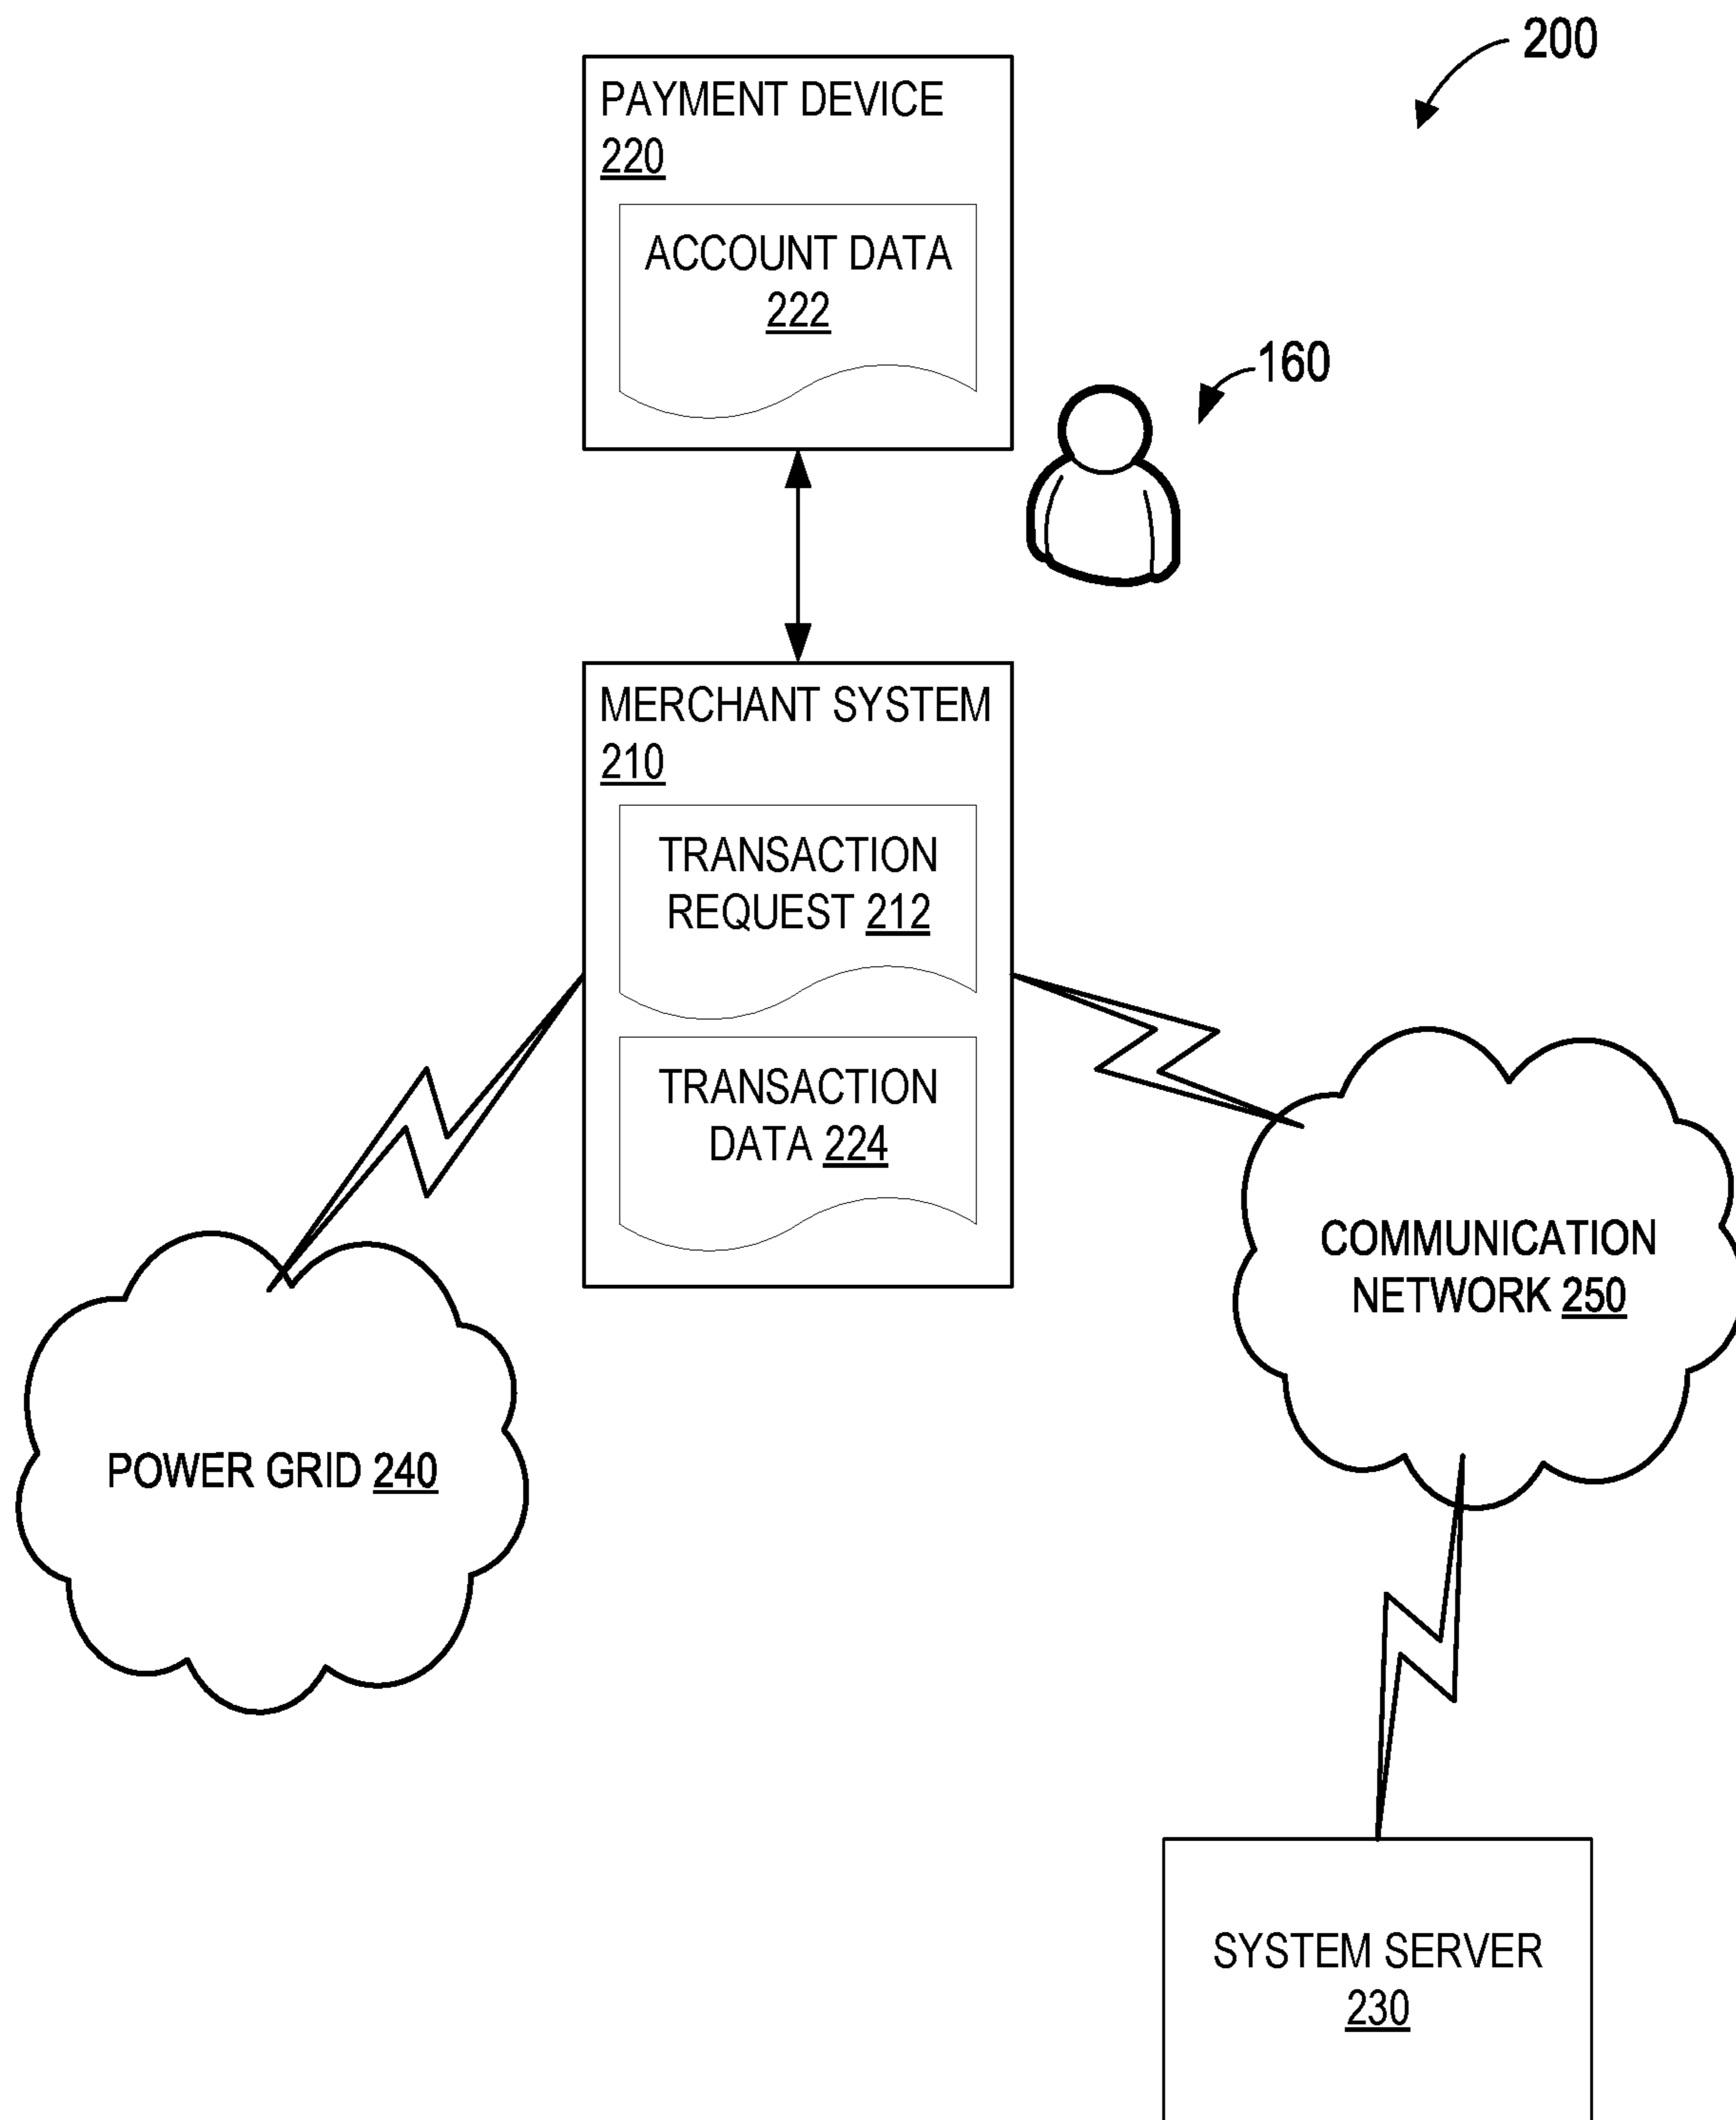 200
PAYMENT DEVICE
220
ACCOUNT DATA
222
160
MERCHANT SYSTEM
210
TRANSACTION
REQUEST 212
TRANSACTION
DATA 224
COMMUNICATION
NETWORK 250
POWER GRID 240
SYSTEM SERVER
230